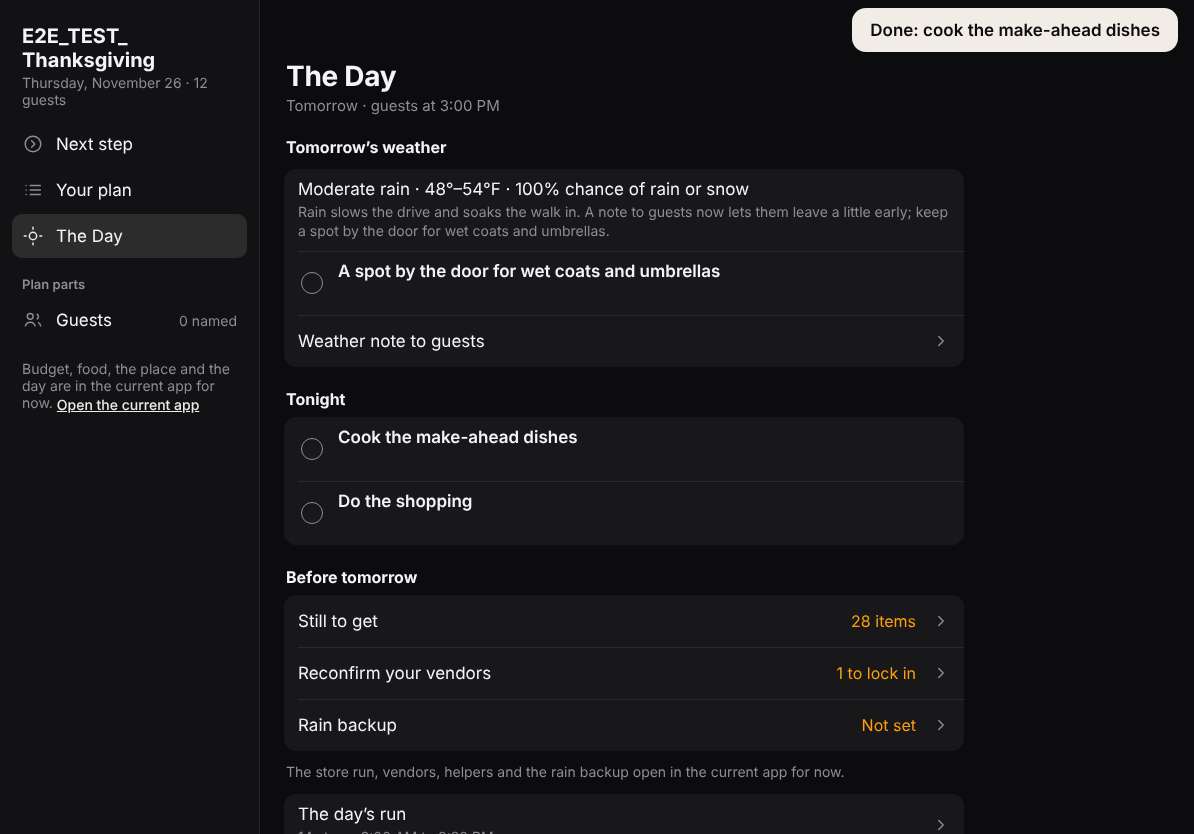 E2E_TEST_
Thanksgiving
Thursday, November 26 · 12
guests
Next step
Your plan
The Day
Plan parts
Guests 0 named
Budget, food, the place and the
day are in the current app for
now. Open the current app
Done: cook the make-ahead dishes
The Day
Tomorrow · guests at 3:00 PM
Tomorrow’s weather
Moderate rain · 48°–54°F · 100% chance of rain or snow
Rain slows the drive and soaks the walk in. A note to guests now lets them leave a little early; keep
a spot by the door for wet coats and umbrellas.
A spot by the door for wet coats and umbrellas
Weather note to guests
Tonight
Cook the make-ahead dishes
Do the shopping
Before tomorrow
Still to get 28 items
Reconfirm your vendors 1 to lock in
Rain backup Not set
The store run, vendors, helpers and the rain backup open in the current app for now.
The day’s run